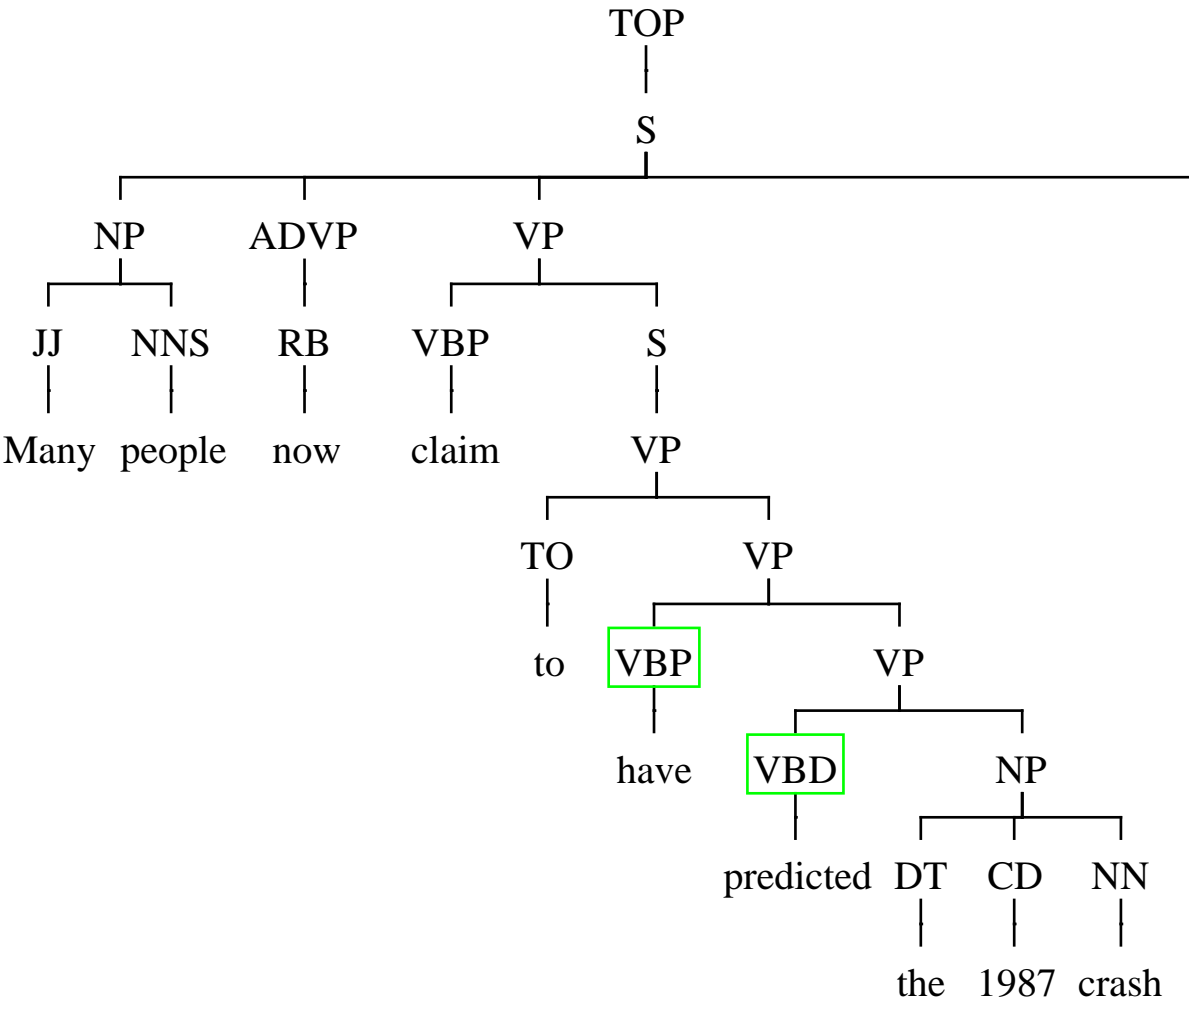 TOP
S
NP ADVP VP
JJ NNS RB VBP S
Many people now claim VP
TO VP
to VBP VP
have VBD NP
predicted DT CD NN
the 1987 crash